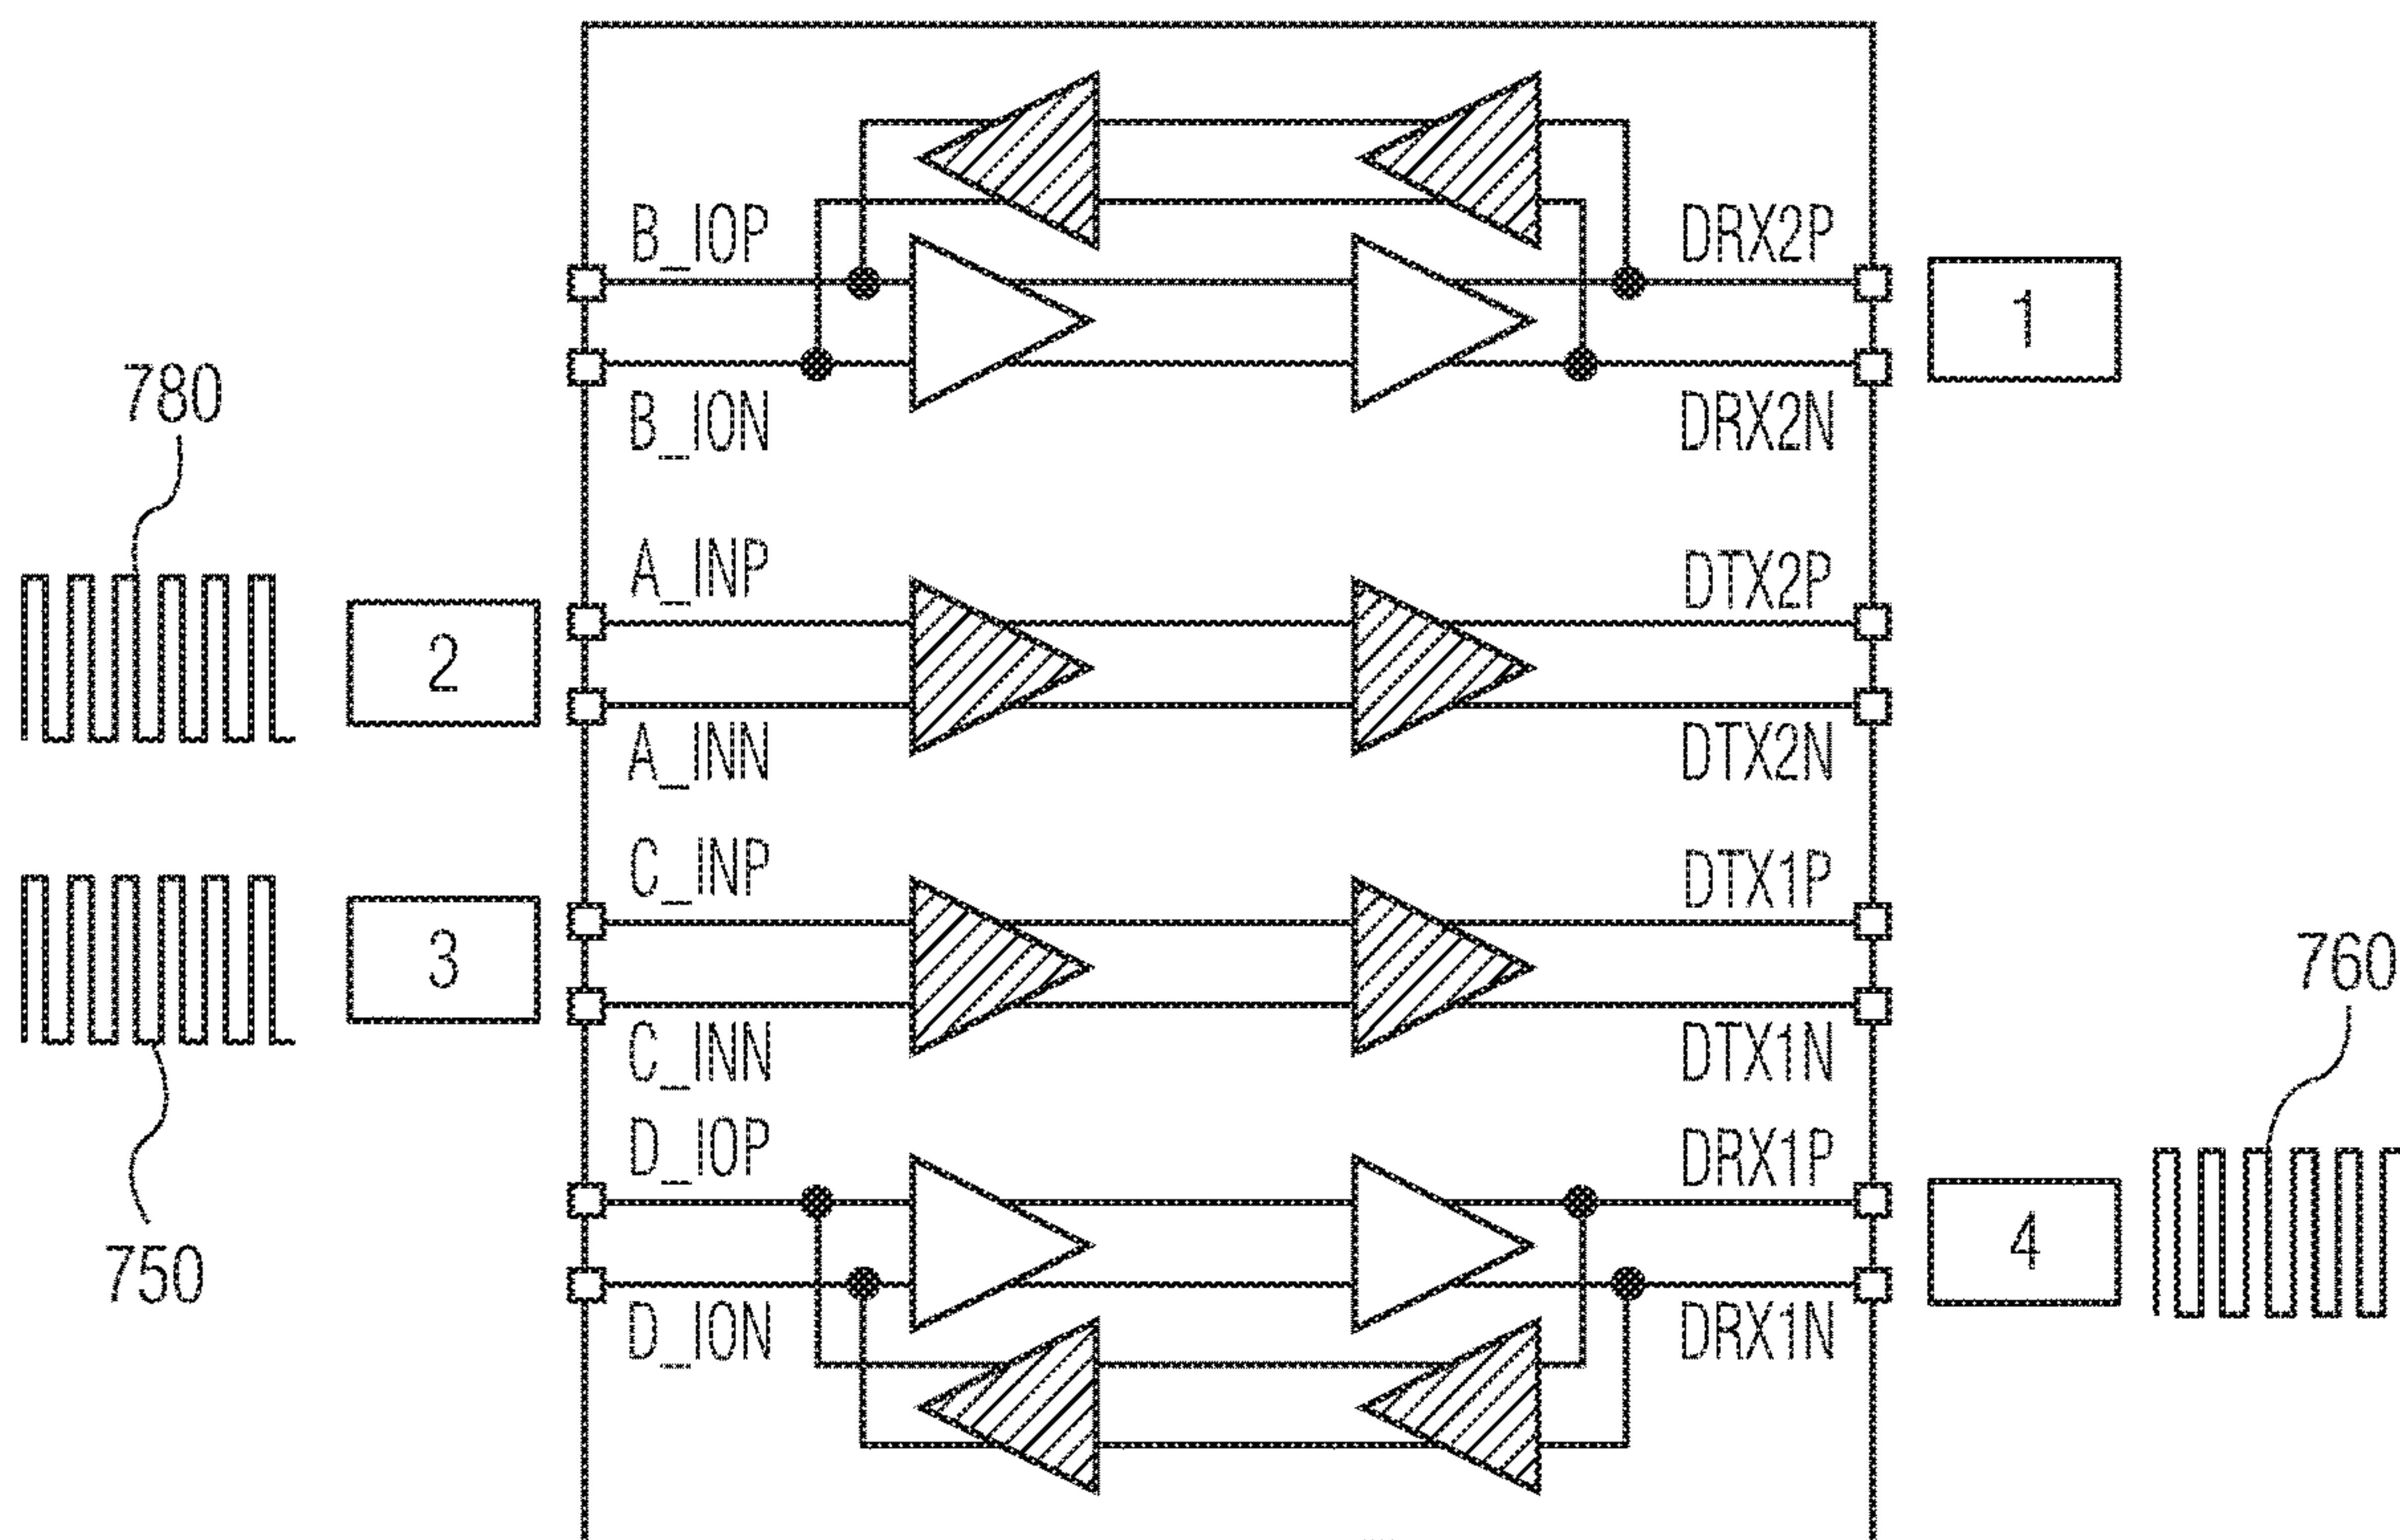 B_IOP
DRX2P
1
B_ION
DRX2N
780
A_INP
DTX2P
2
A_INN
DTX2N
C_INP
DTX1P
3
760
C_INN
DTX1N
D_IOP
DRX1P
4
750
D_ION
DRX1N